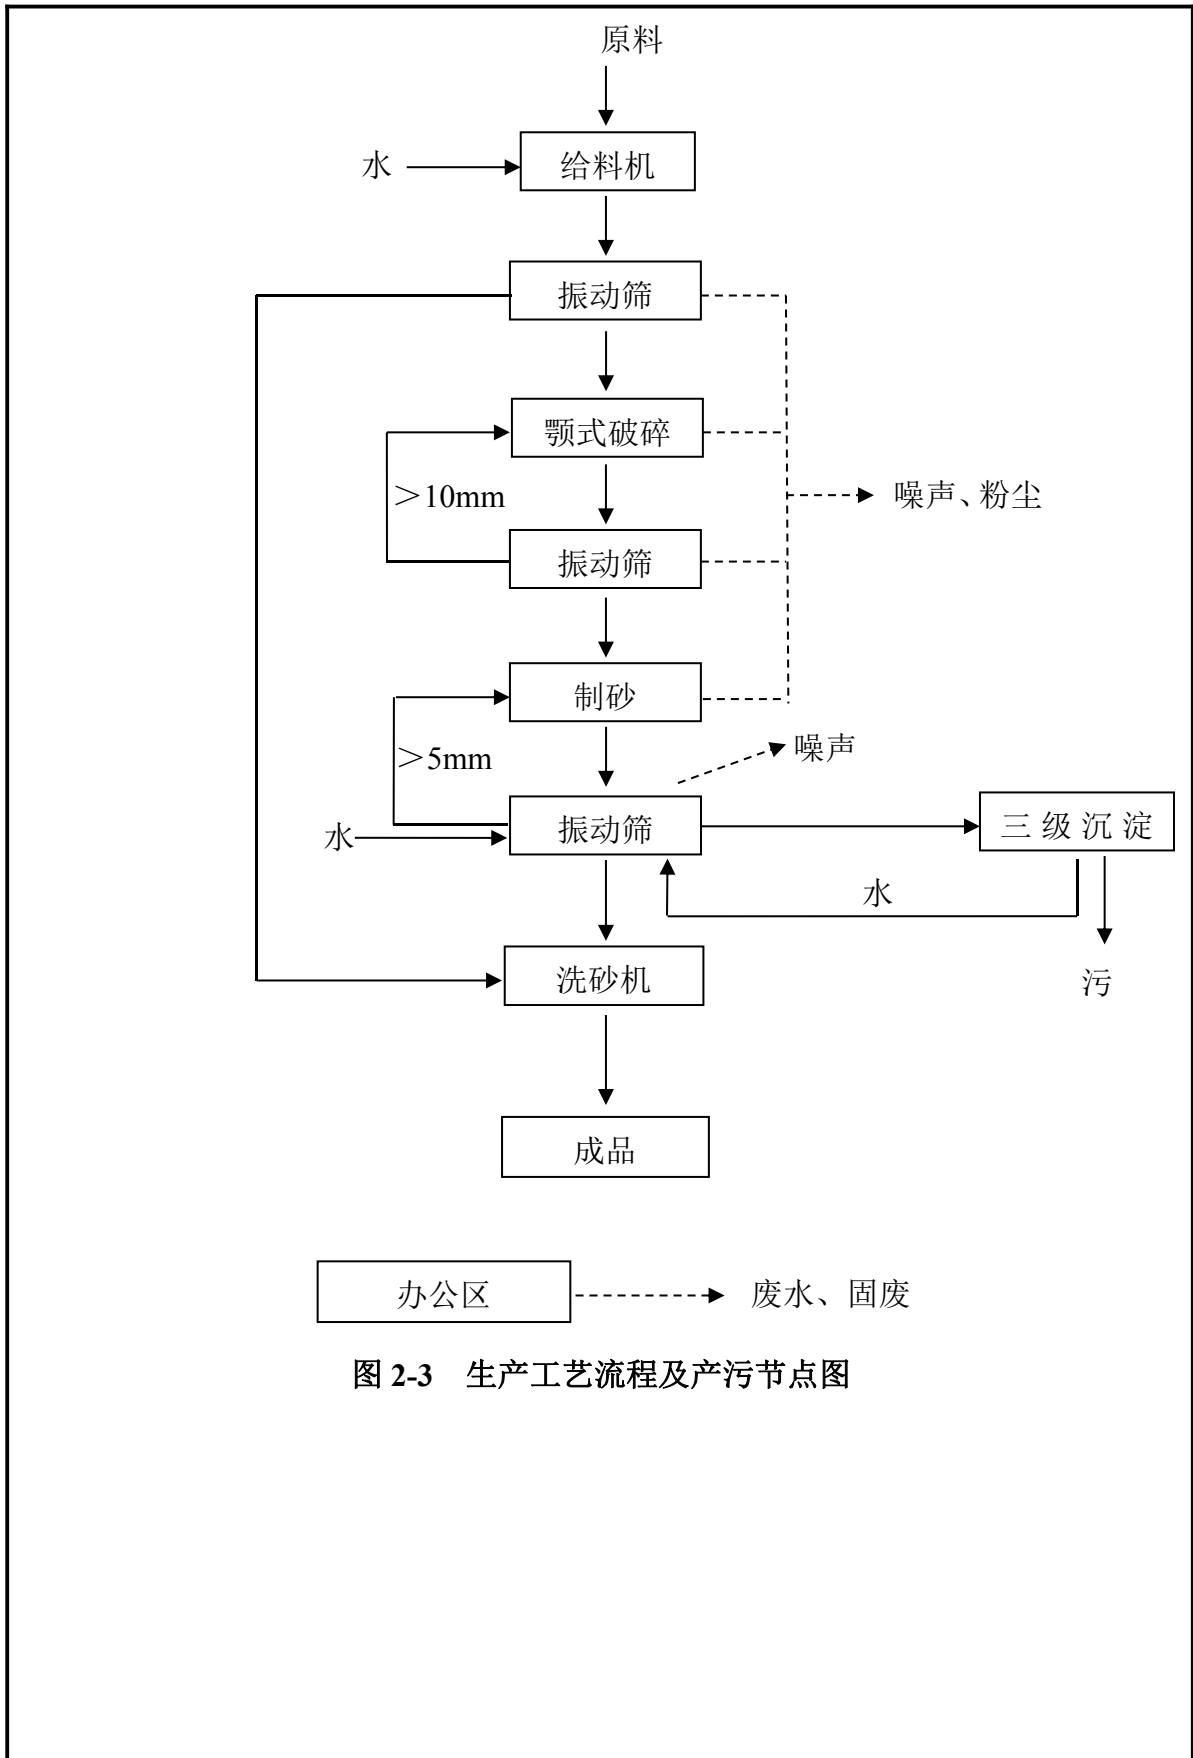 原料
水
给料机
振动筛
颚式破碎
＞10mm
噪声、粉尘
振动筛
制砂
噪声
＞5mm
水
振动筛
三级沉淀
水
洗砂机
污
成品
办公区
废水、固废
图 2-3 生产工艺流程及产污节点图